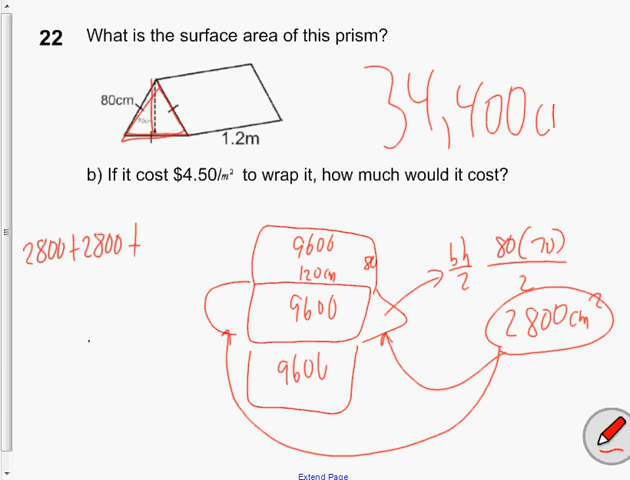 22 What is the surface area of this prism?
80cm
1.2m
34,400c
b) If it cost $4.50/m² to wrap it, how much would it cost?
2800+2800+
9600
120cm 80
9600
9600
bh/2 80(70)/2
2800cm²
Extend Page